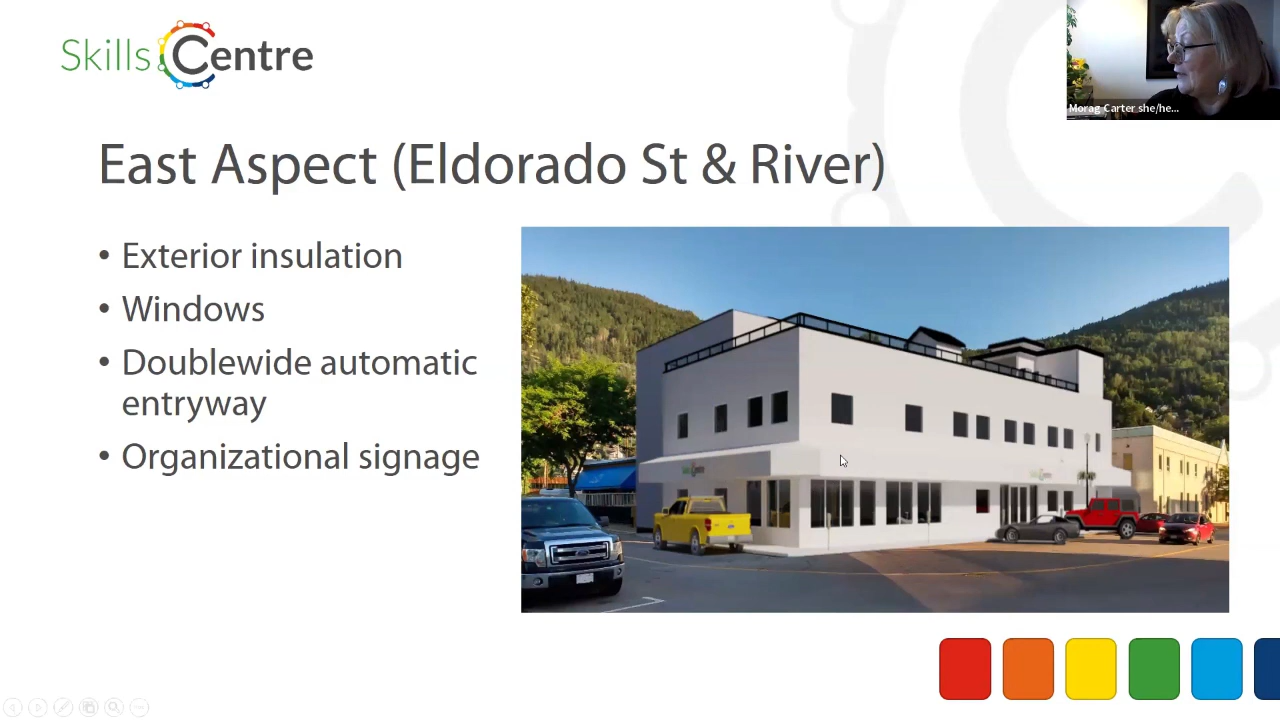 Skills Centre
Morag Carter she/he...
East Aspect (Eldorado St & River)
• Exterior insulation
• Windows
• Doublewide automatic
entryway
• Organizational signage